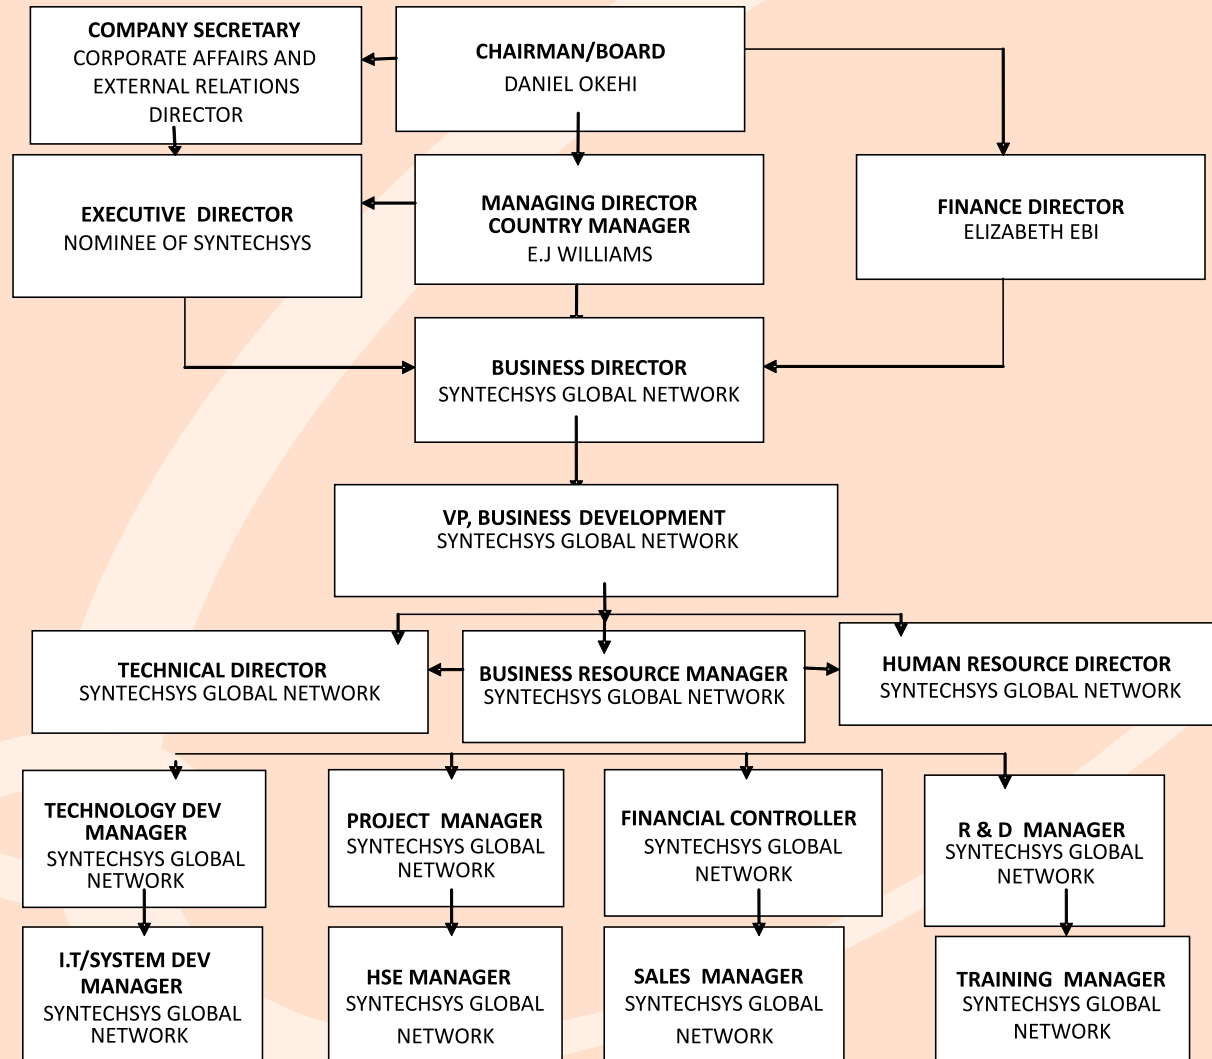 COMPANY SECRETARY
CORPORATE AFFAIRS AND
EXTERNAL RELATIONS
DIRECTOR
CHAIRMAN/BOARD
DANIEL OKEHI
EXECUTIVE DIRECTOR
NOMINEE OF SYNTECHSYS
MANAGING DIRECTOR
COUNTRY MANAGER
E.J WILLIAMS
FINANCE DIRECTOR
ELIZABETH EBI
BUSINESS DIRECTOR
SYNTECHSYS GLOBAL NETWORK
VP, BUSINESS DEVELOPMENT
SYNTECHSYS GLOBAL NETWORK
TECHNICAL DIRECTOR
SYNTECHSYS GLOBAL NETWORK
BUSINESS RESOURCE MANAGER
SYNTECHSYS GLOBAL NETWORK
HUMAN RESOURCE DIRECTOR
SYNTECHSYS GLOBAL NETWORK
TECHNOLOGY DEV
MANAGER
SYNTECHSYS GLOBAL
NETWORK
PROJECT MANAGER
SYNTECHSYS GLOBAL
NETWORK
FINANCIAL CONTROLLER
SYNTECHSYS GLOBAL
NETWORK
R & D MANAGER
SYNTECHSYS GLOBAL
NETWORK
I.T/SYSTEM DEV
MANAGER
SYNTECHSYS GLOBAL
NETWORK
HSE MANAGER
SYNTECHSYS GLOBAL
NETWORK
SALES MANAGER
SYNTECHSYS GLOBAL
NETWORK
TRAINING MANAGER
SYNTECHSYS GLOBAL
NETWORK